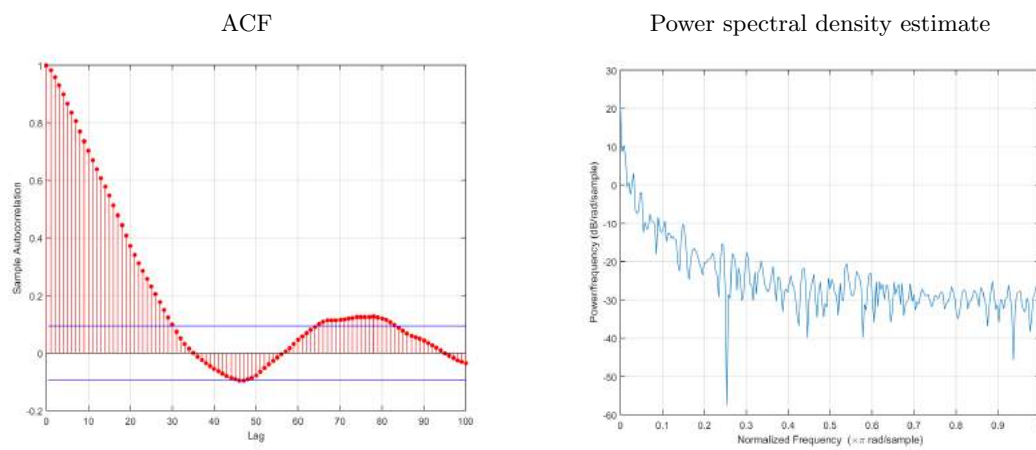 ACF
Power spectral density estimate
1
0.8
0.6
0.4
0.2
0
-0.2
Sample Autocorrelation
0 10 20 30 40 50 60 70 80 90 100
Lag
30
20
10
0
-10
-20
-30
-40
-50
-60
Power/frequency (dB/rad/sample)
0 0.1 0.2 0.3 0.4 0.5 0.6 0.7 0.8 0.9
Normalized Frequency (×π rad/sample)